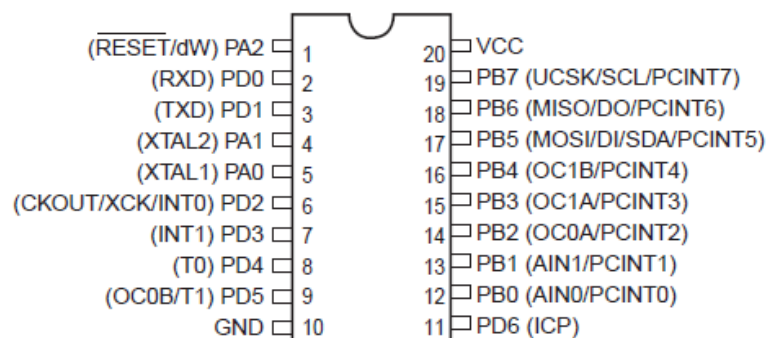 (RESET/dW) PA2 1 20 VCC
(RXD) PD0 2 19 PB7 (UCSK/SCL/PCINT7)
(TXD) PD1 3 18 PB6 (MISO/DO/PCINT6)
(XTAL2) PA1 4 17 PB5 (MOSI/DI/SDA/PCINT5)
(XTAL1) PA0 5 16 PB4 (OC1B/PCINT4)
(CKOUT/XCK/INT0) PD2 6 15 PB3 (OC1A/PCINT3)
(INT1) PD3 7 14 PB2 (OC0A/PCINT2)
(T0) PD4 8 13 PB1 (AIN1/PCINT1)
(OC0B/T1) PD5 9 12 PB0 (AIN0/PCINT0)
GND 10 11 PD6 (ICP)